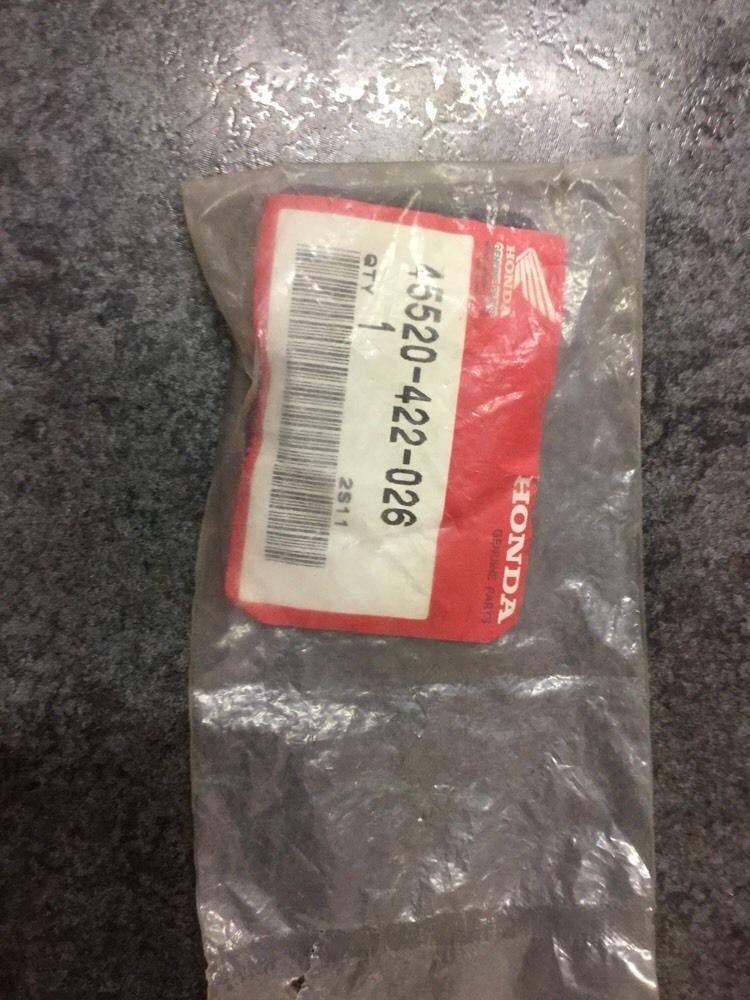 HONDA
HONDA
GENUINE PARTS
45520-422-026
QTY 1
2S11